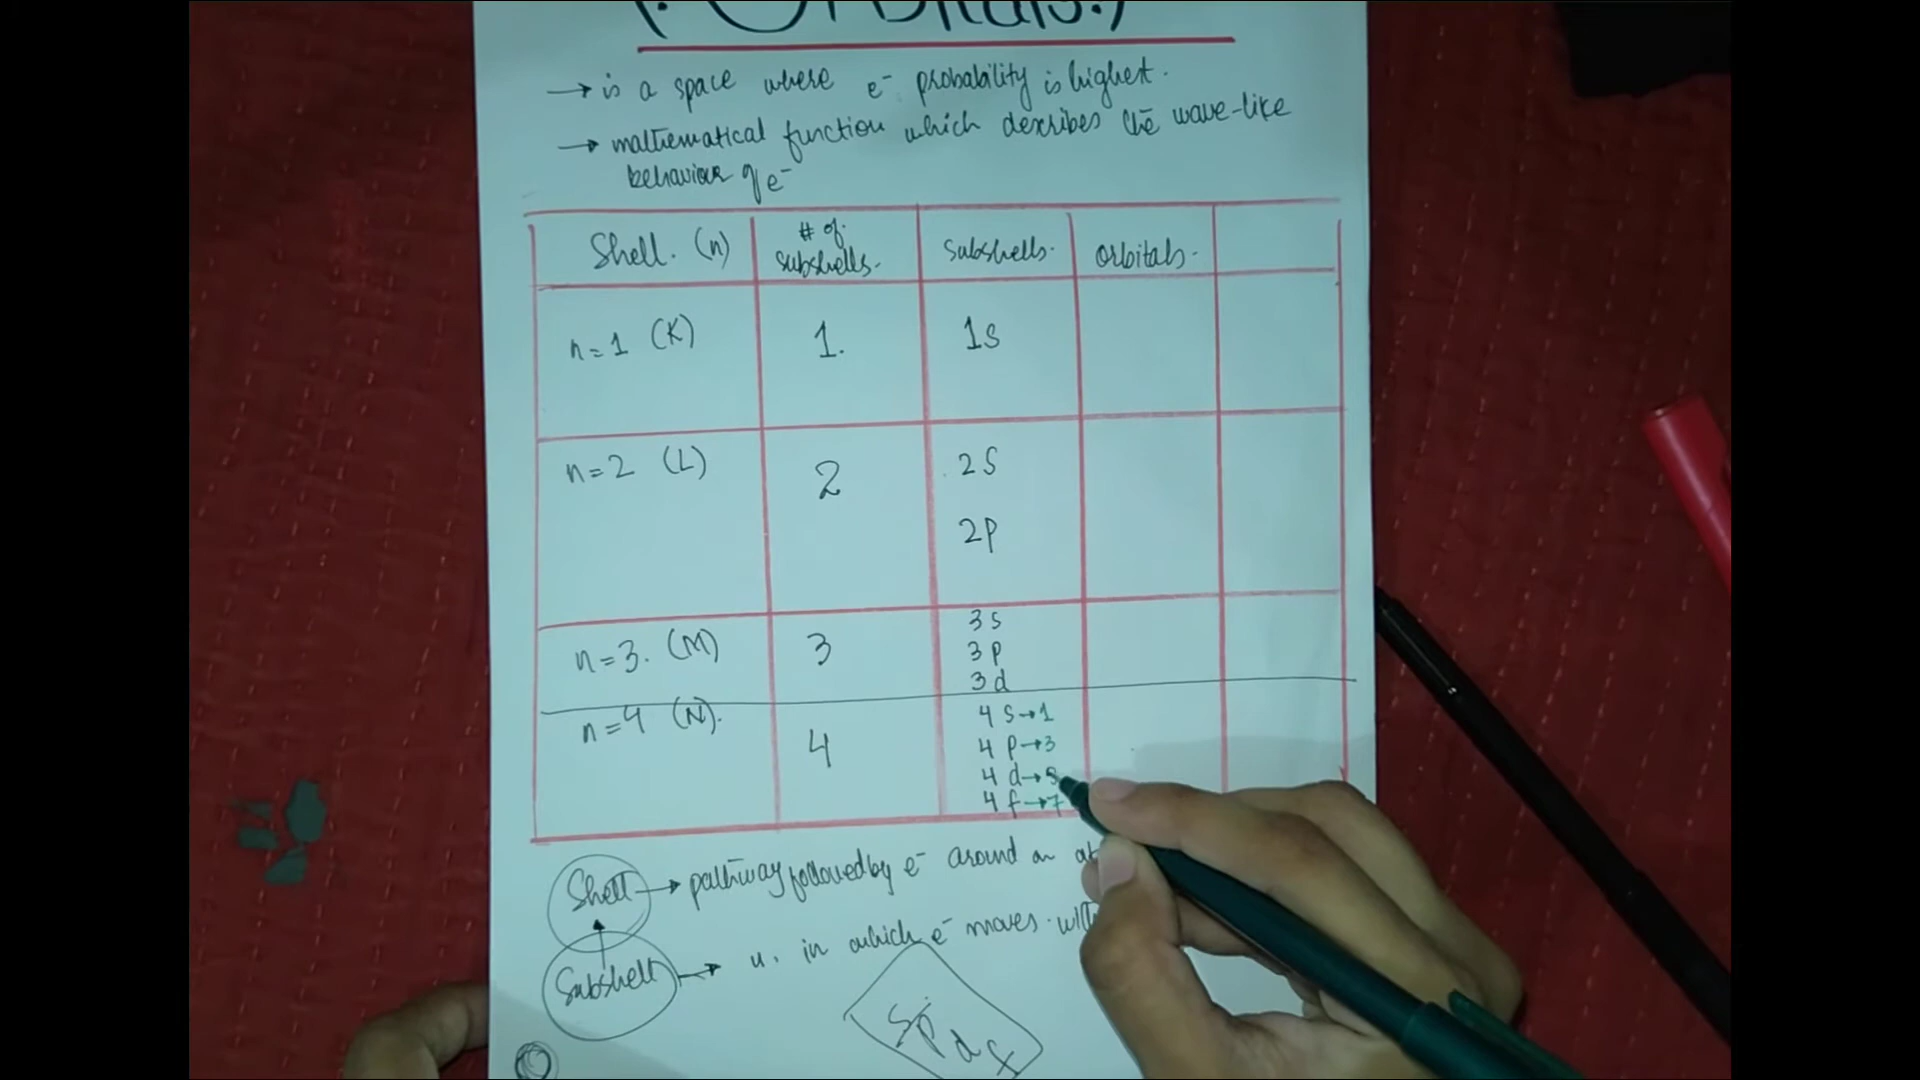 (. Orbitals.)
→ is a space where e⁻ probability is highest.
→ mathematical function which describes the wave-like
behaviour of e⁻
Shell. (n) # of subshells. Subshells. orbitals.
n=1 (K) 1. 1s
n=2 (L) 2 2s
2p
n=3. (M) 3 3s
3p
3d
n=4 (N). 4 4s→1
4p→3
4d→5
4f→7
Shell → pathway followed by e⁻ around an
Subshell → u. in which e⁻ moves.
s p d f